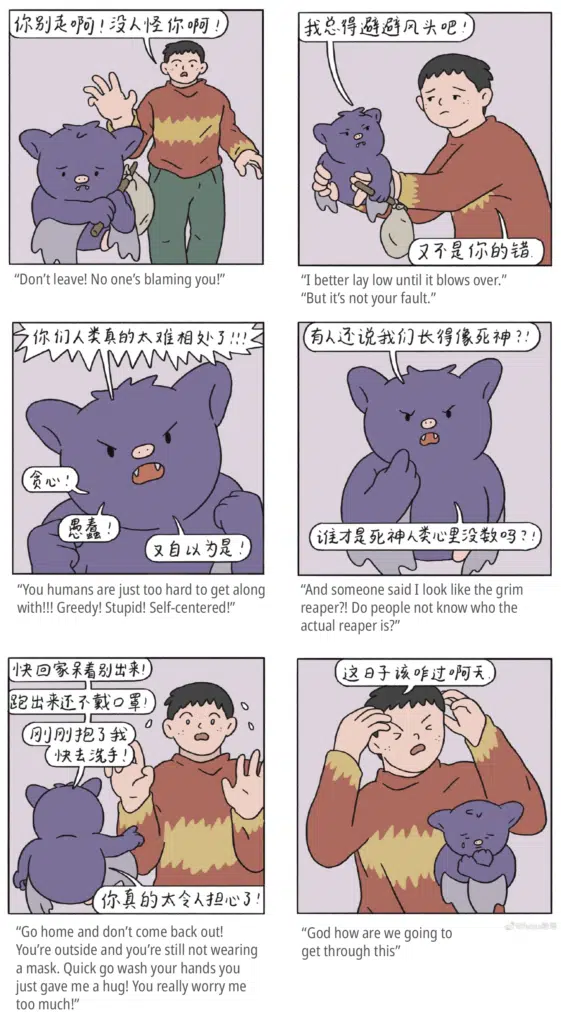 你别走啊！没人怪你啊！
“Don’t leave! No one’s blaming you!”
我总得避避风头吧！
又不是你的错.
“I better lay low until it blows over.”
“But it’s not your fault.”
你们人类真的太难相处了!!!
贪心！
愚蠢！
又自以为是！
“You humans are just too hard to get along
with!!! Greedy! Stupid! Self-centered!”
有人还说我们长得像死神?!
谁才是死神人类心里没数吗?!
“And someone said I look like the grim
reaper?! Do people not know who the
actual reaper is?”
快回家呆着别出来!
跑出来还不戴口罩!
刚刚抱了我
快去洗手!
你真的太令人担心了!
“Go home and don’t come back out!
You’re outside and you’re still not wearing
a mask. Quick go wash your hands you
just gave me a hug! You really worry me
too much!”
这日子该咋过啊天.
“God how are we going to
get through this”